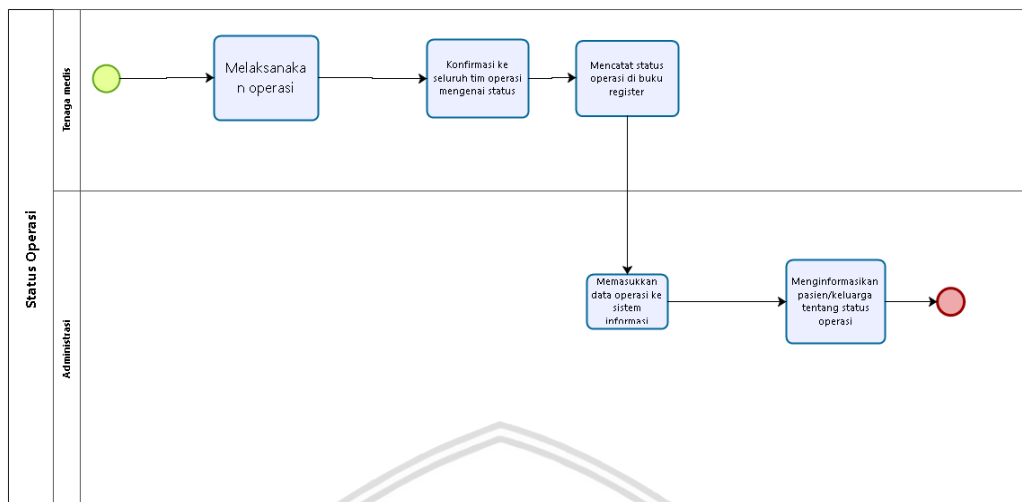 Status Operasi
Tenaga medis
Melaksanaka
n operasi
Konfirmasi ke
seluruh tim operasi
mengenai status
Mencatat status
operasi di buku
register
Administrasi
Memasukkan
data operasi ke
sistem
informasi
Menginformasikan
pasien/keluarga
tentang status
operasi